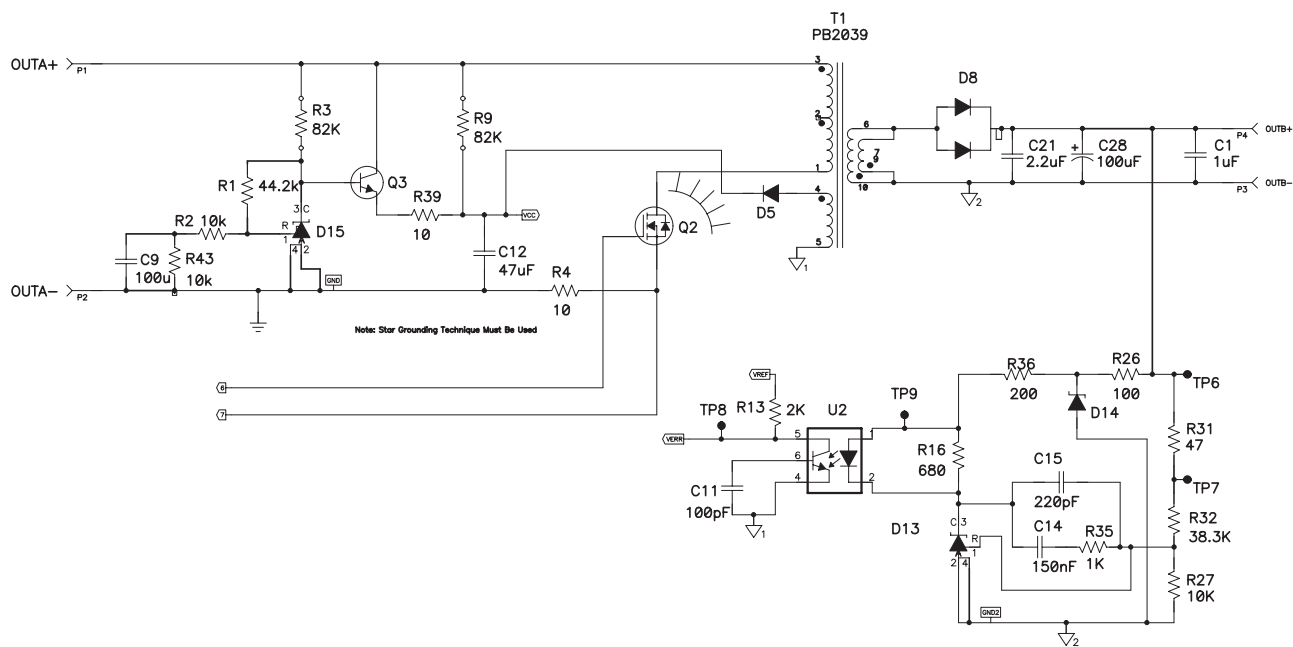 T1
PB2039
OUTA+
P1
3
D8
R3
82K
R9
82K
2
5
6
7
9
10
C21
2.2uF
+
C28
100uF
C1
1uF
P4
OUTB+
P3
OUTB-
2
R1
44.2k
Q3
1
4
D5
5
1
3 C
R2
10k
R
1
4
2
D15
R39
10
VCC
Q2
C9
100u
R43
10k
C12
47uF
OUTA-
P2
GND
R4
10
Note: Star Grounding Technique Must Be Used
6
7
VREF
R13
2K
TP8
VERR
U2
5
6
4
1
2
TP9
C11
100pF
1
R36
200
R26
100
TP6
D14
R31
47
R16
680
C15
220pF
TP7
C14
150nF
R35
1K
R32
38.3K
D13
C 3
R
1
2 4
R27
10K
GND2
2